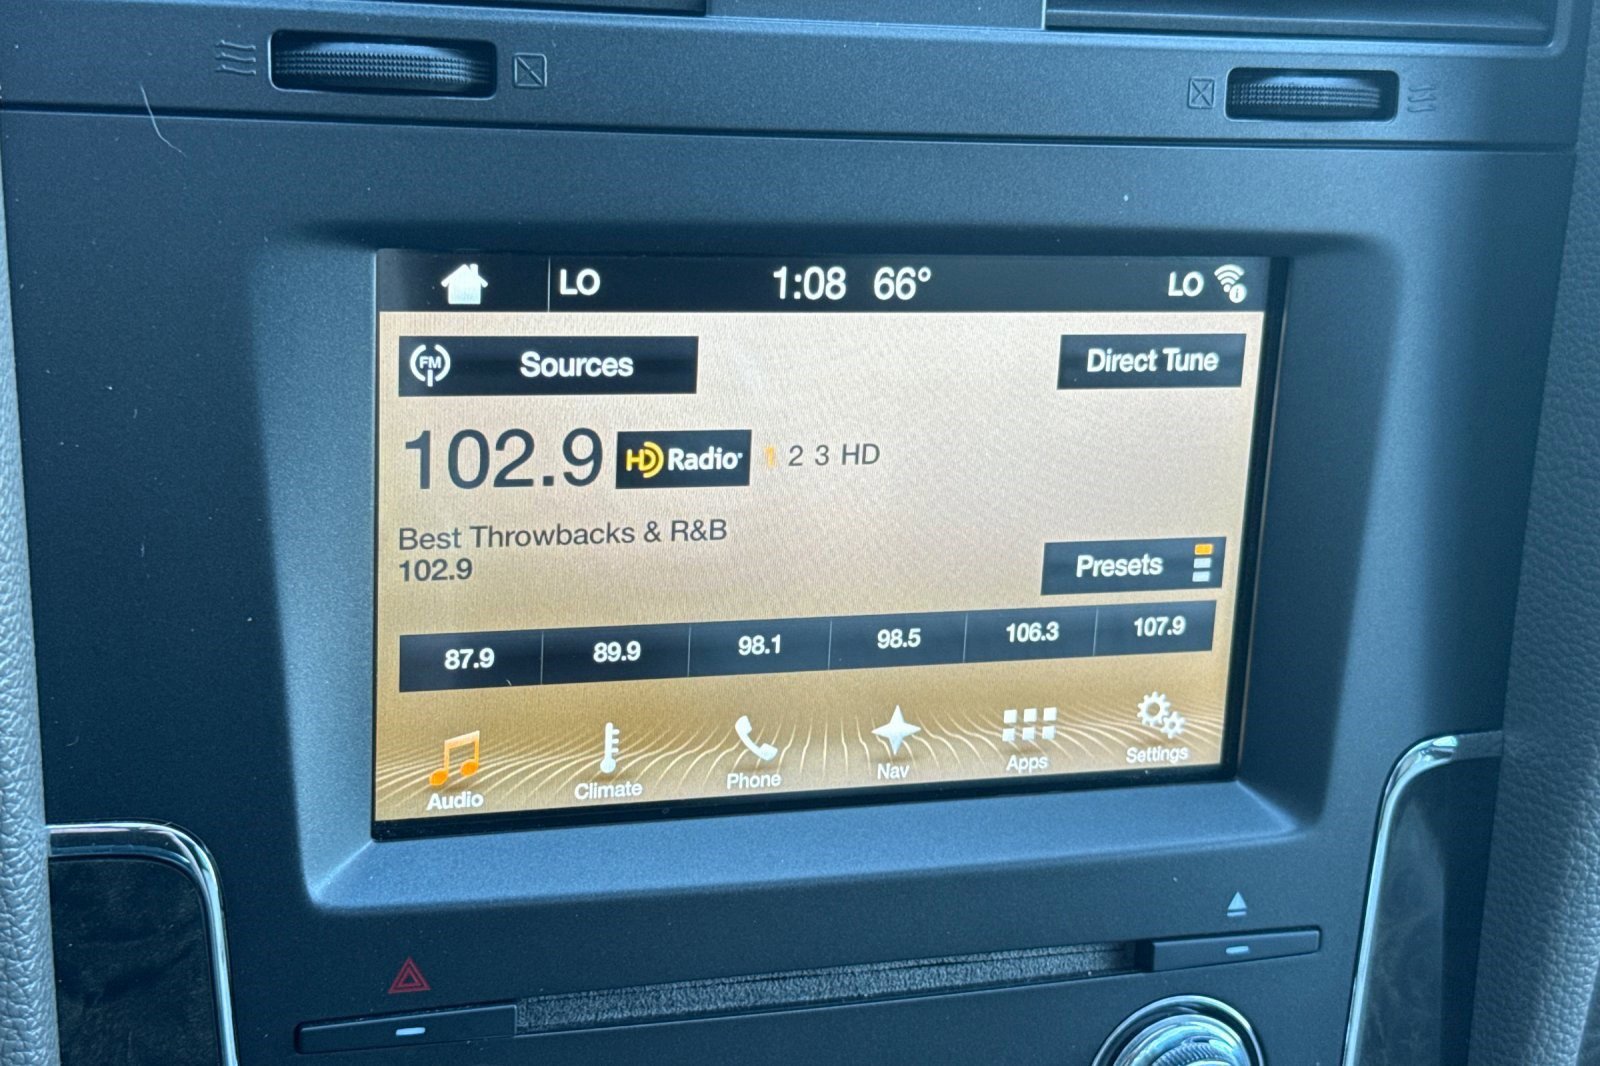 LO 1:08 66° LO
FM Sources Direct Tune
102.9 HD Radio 1 2 3 HD
Best Throwbacks & R&B
102.9
Presets
87.9 89.9 98.1 98.5 106.3 107.9
Audio Climate Phone Nav Apps Settings